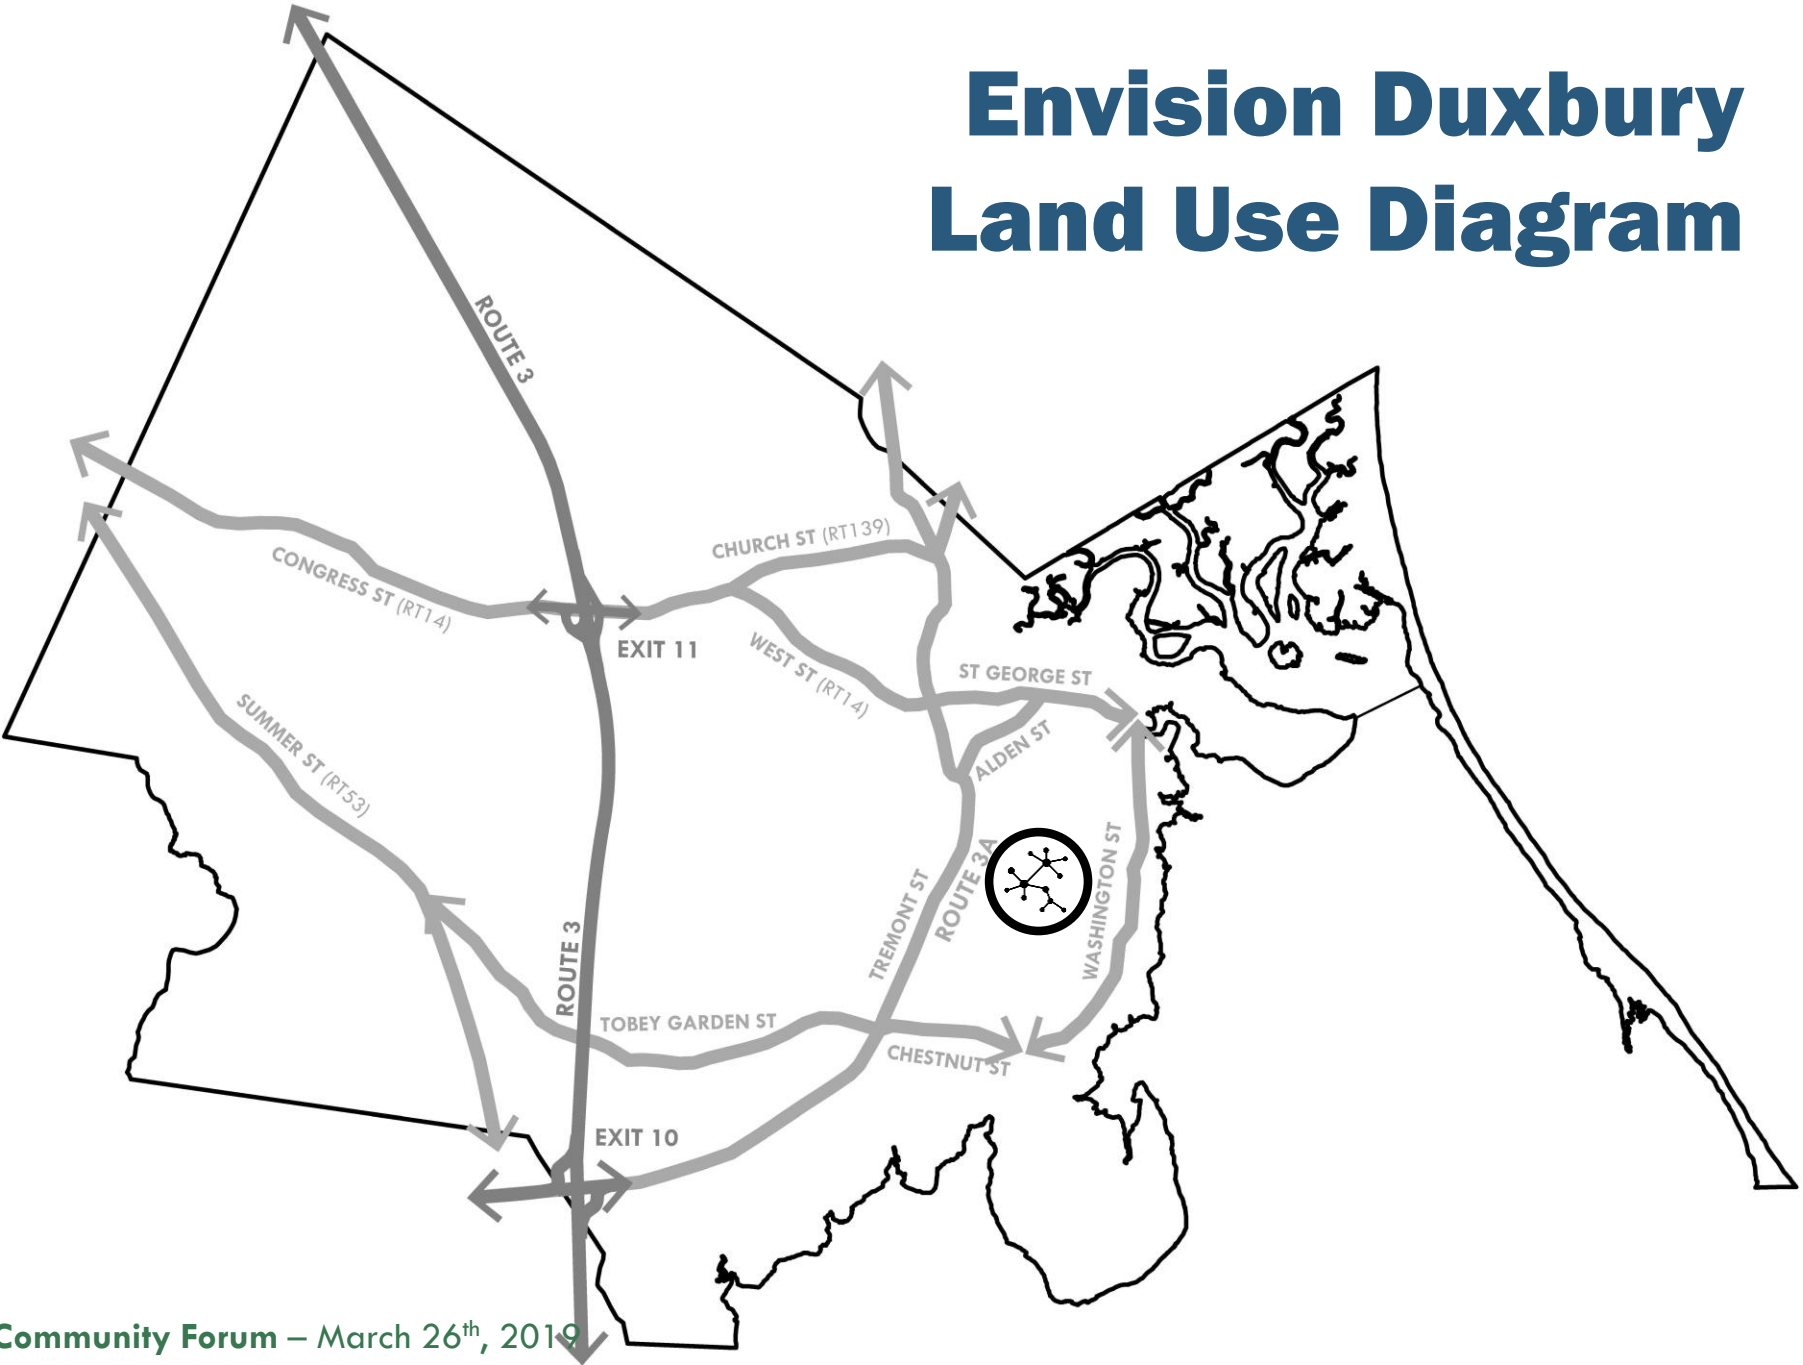 Envision Duxbury
Land Use Diagram
ROUTE 3
CHURCH ST (RT139)
CONGRESS ST (RT14)
EXIT 11
WEST ST (RT14)
ST GEORGE ST
SUMMER ST (RT53)
ALDEN ST
TREMONT ST
ROUTE 3A
WASHINGTON ST
ROUTE 3
TOBEY GARDEN ST
CHESTNUT ST
EXIT 10
Community Forum – March 26th, 2019